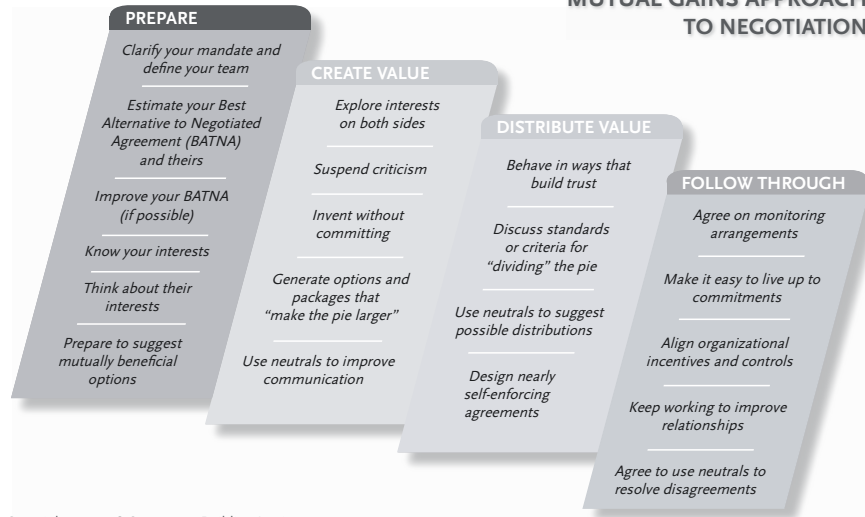 MUTUAL GAINS APPROACH
TO NEGOTIATION
PREPARE
Clarify your mandate and
define your team
Estimate your Best
Alternative to Negotiated
Agreement (BATNA)
and theirs
Improve your BATNA
(if possible)
Know your interests
Think about their
interests
Prepare to suggest
mutually beneficial
options
CREATE VALUE
Explore interests
on both sides
Suspend criticism
Invent without
committing
Generate options and
packages that
“make the pie larger”
Use neutrals to improve
communication
DISTRIBUTE VALUE
Behave in ways that
build trust
Discuss standards
or criteria for
“dividing” the pie
Use neutrals to suggest
possible distributions
Design nearly
self-enforcing
agreements
FOLLOW THROUGH
Agree on monitoring
arrangements
Make it easy to live up to
commitments
Align organizational
incentives and controls
Keep working to improve
relationships
Agree to use neutrals to
resolve disagreements